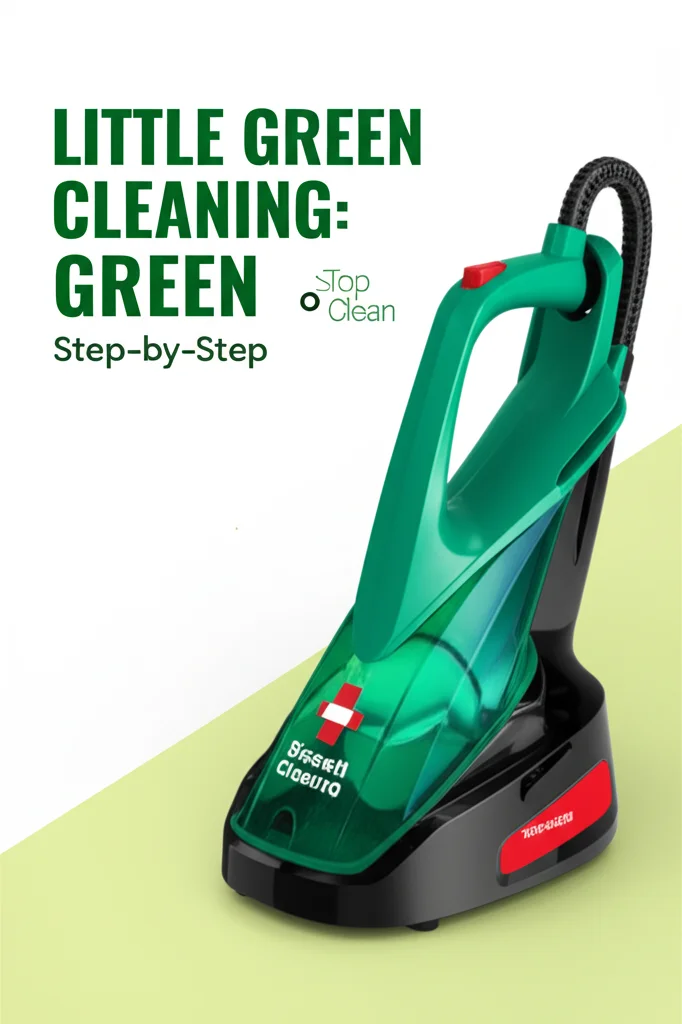 LITTLE GREEN
CLEANING:
GREEN
Step-by-Step
Top
Clean